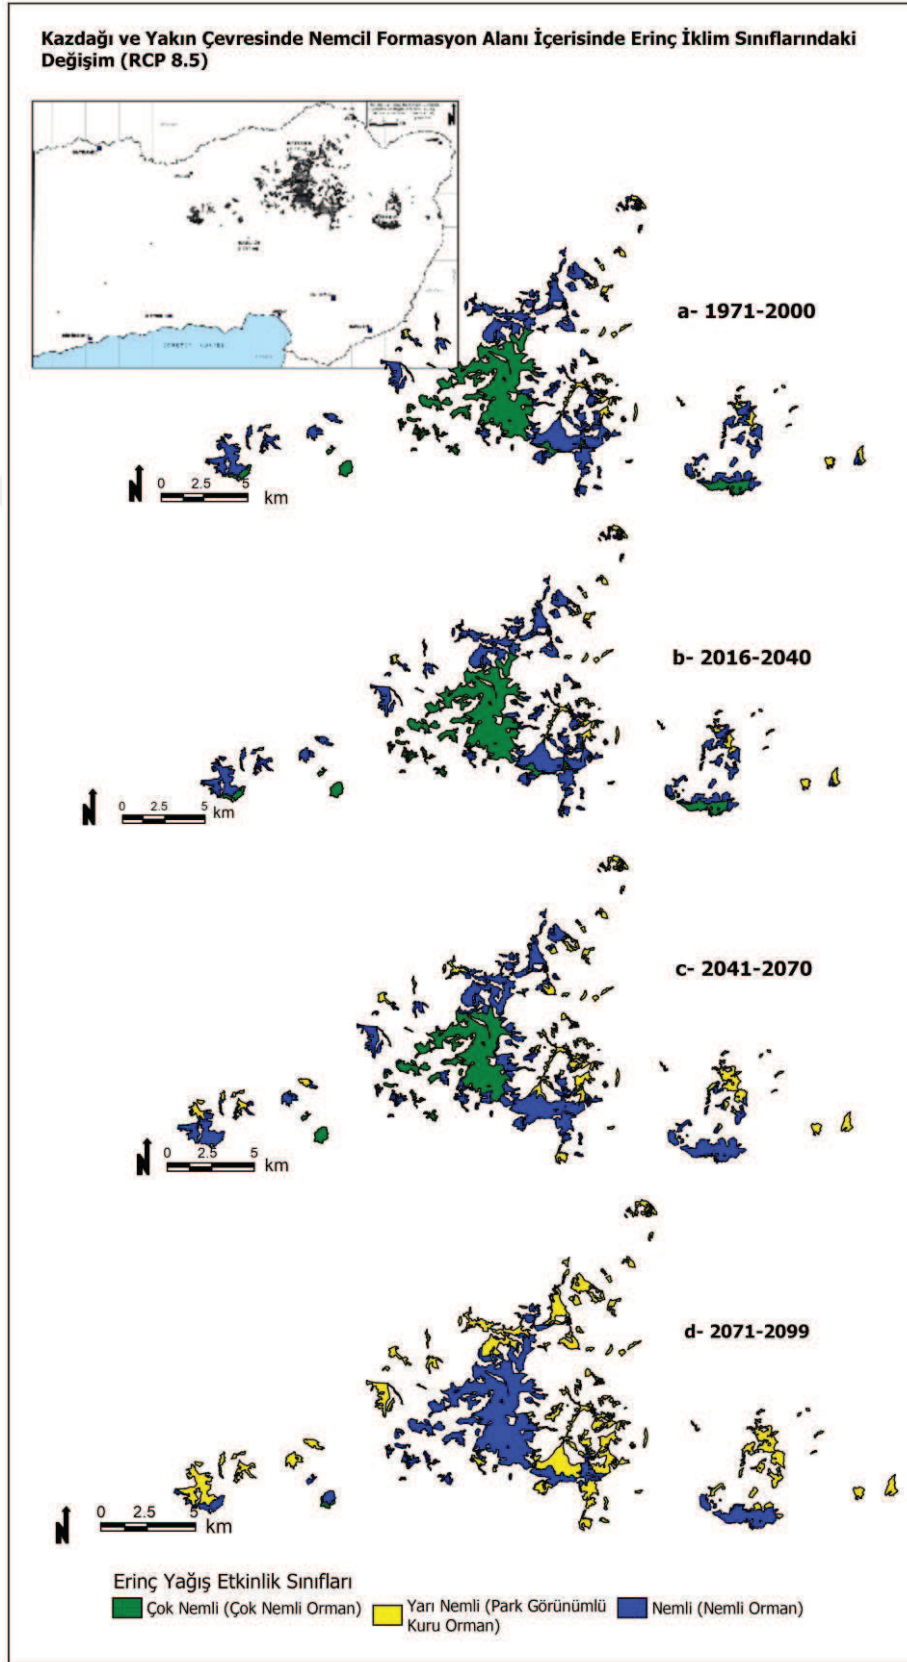 Kazdağı ve Yakın Çevresinde Nemcil Formasyon Alanı İçerisinde Erinç İklim Sınıflarındaki
Değişim (RCP 8.5)
N
a- 1971-2000
N
0 2.5 5
km
b- 2016-2040
N
0 2.5 5
km
c- 2041-2070
N
0 2.5 5
km
d- 2071-2099
N
0 2.5 5
km
Erinç Yağış Etkinlik Sınıfları
Çok Nemli (Çok Nemli Orman)
Yarı Nemli (Park Görünümlü
Kuru Orman)
Nemli (Nemli Orman)